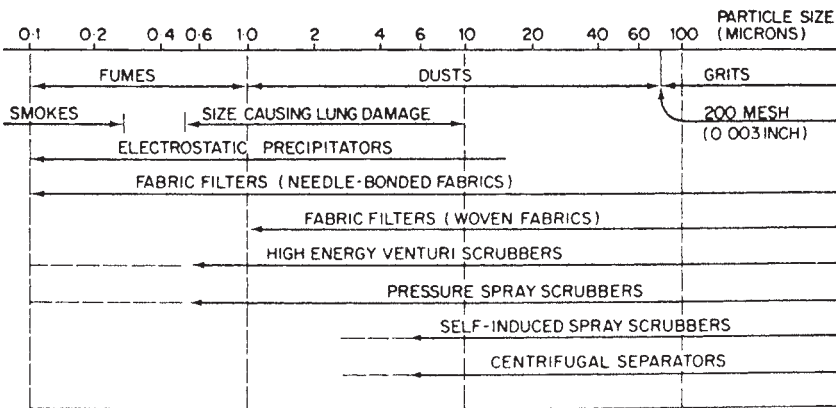 PARTICLE SIZE
(MICRONS)
0·1 0·2 0·4 0·6 1·0 2 4 6 10 20 40 60 100
FUMES DUSTS GRITS
SMOKES SIZE CAUSING LUNG DAMAGE 200 MESH
(0 003 INCH)
ELECTROSTATIC PRECIPITATORS
FABRIC FILTERS (NEEDLE-BONDED FABRICS)
FABRIC FILTERS (WOVEN FABRICS)
HIGH ENERGY VENTURI SCRUBBERS
PRESSURE SPRAY SCRUBBERS
SELF-INDUCED SPRAY SCRUBBERS
CENTRIFUGAL SEPARATORS